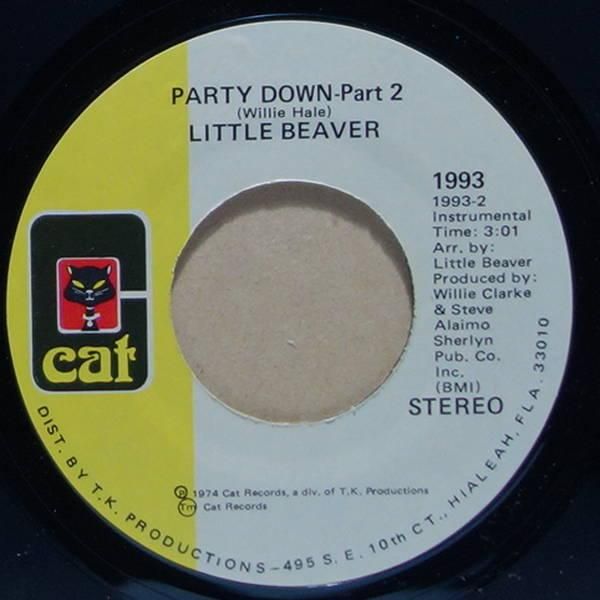 PARTY DOWN-Part 2
(Willie Hale)
LITTLE BEAVER
1993
1993-2
Instrumental
Time: 3:01
Arr. by:
Little Beaver
Produced by:
Willie Clarke
& Steve
Alaimo
Sherlyn
Pub. Co.
Inc.
(BMI)
STEREO
cat
℗ 1974 Cat Records, a div. of T.K. Productions
Tm Cat Records
DIST. BY T.K. PRODUCTIONS-495 S.E. 10th CT., HIALEAH, FLA. 33010